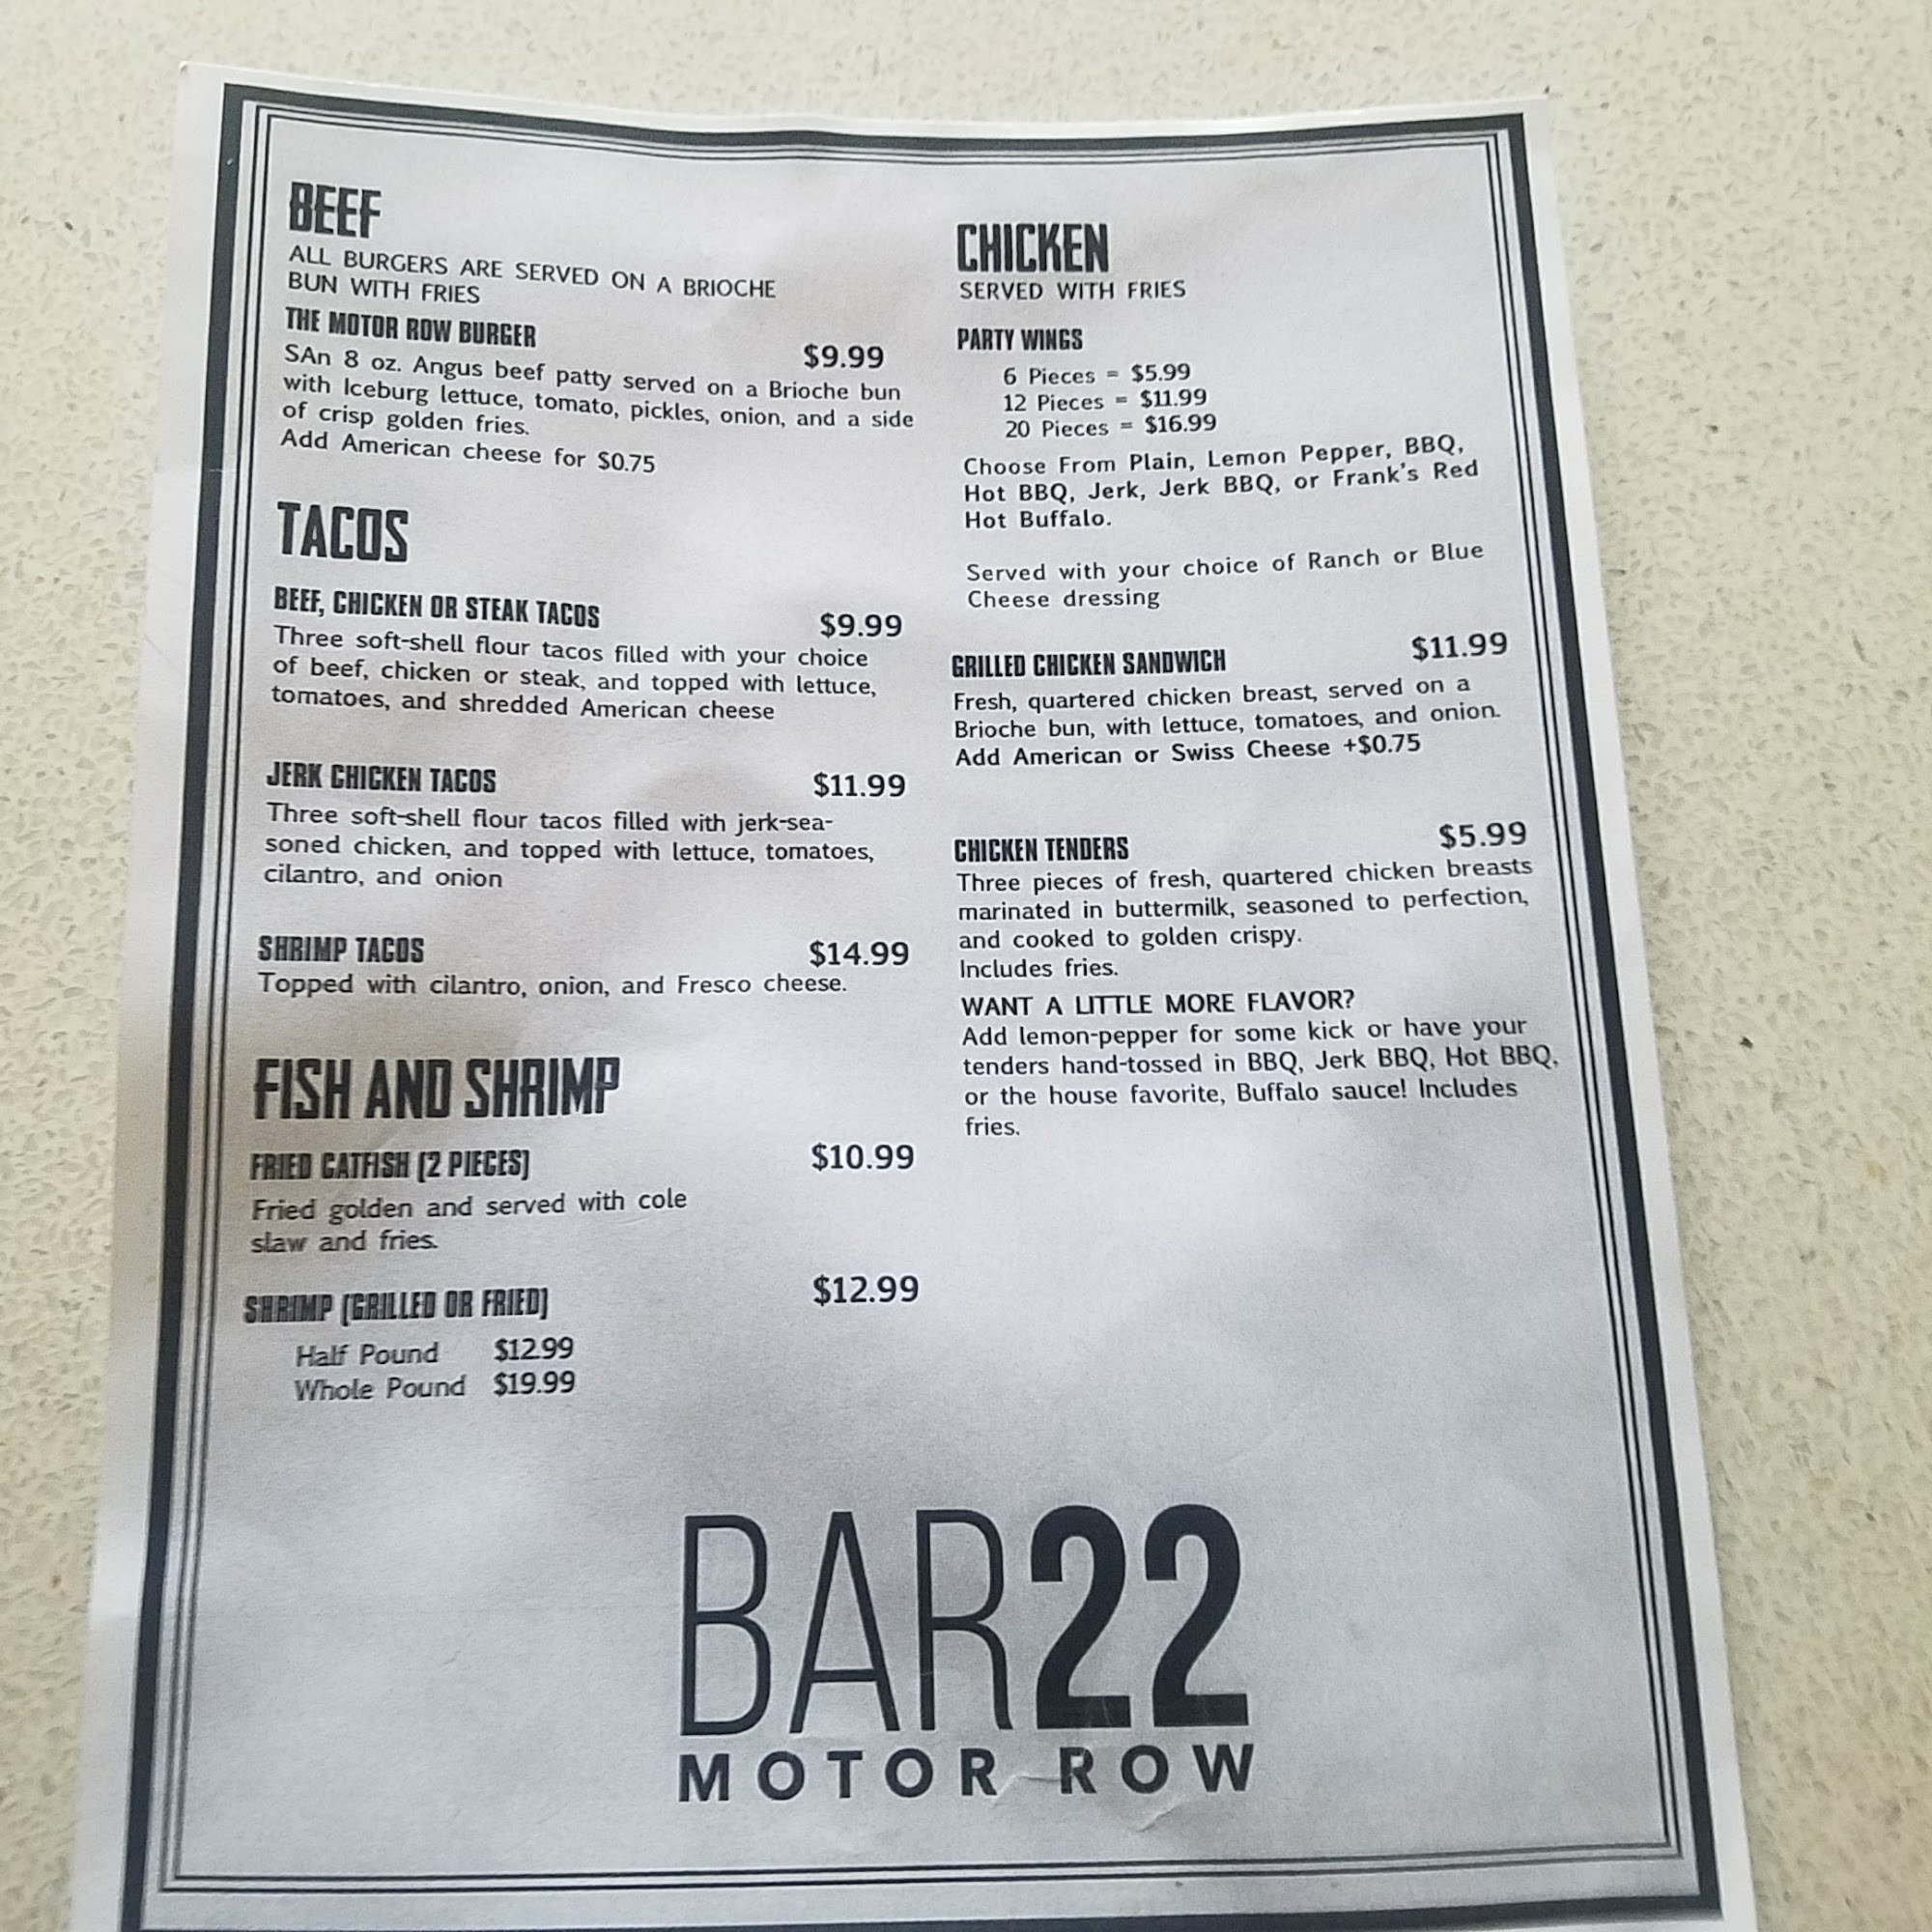 BEEF
ALL BURGERS ARE SERVED ON A BRIOCHE
BUN WITH FRIES
THE MOTOR ROW BURGER
$9.99
SAn 8 oz. Angus beef patty served on a Brioche bun
with Iceburg lettuce, tomato, pickles, onion, and a side
of crisp golden fries.
Add American cheese for $0.75
TACOS
BEEF, CHICKEN OR STEAK TACOS
$9.99
Three soft-shell flour tacos filled with your choice
of beef, chicken or steak, and topped with lettuce,
tomatoes, and shredded American cheese
JERK CHICKEN TACOS
$11.99
Three soft-shell flour tacos filled with jerk-sea-
soned chicken, and topped with lettuce, tomatoes,
cilantro, and onion
SHRIMP TACOS
$14.99
Topped with cilantro, onion, and Fresco cheese.
FISH AND SHRIMP
FRIED CATFISH (2 PIECES)
$10.99
Fried golden and served with cole
slaw and fries.
SHRIMP (GRILLED OR FRIED)
$12.99
Half Pound $12.99
Whole Pound $19.99
CHICKEN
SERVED WITH FRIES
PARTY WINGS
6 Pieces = $5.99
12 Pieces = $11.99
20 Pieces = $16.99
Choose From Plain, Lemon Pepper, BBQ,
Hot BBQ, Jerk, Jerk BBQ, or Frank's Red
Hot Buffalo.
Served with your choice of Ranch or Blue
Cheese dressing
GRILLED CHICKEN SANDWICH
$11.99
Fresh, quartered chicken breast, served on a
Brioche bun, with lettuce, tomatoes, and onion.
Add American or Swiss Cheese +$0.75
CHICKEN TENDERS
$5.99
Three pieces of fresh, quartered chicken breasts
marinated in buttermilk, seasoned to perfection,
and cooked to golden crispy.
Includes fries.
WANT A LITTLE MORE FLAVOR?
Add lemon-pepper for some kick or have your
tenders hand-tossed in BBQ, Jerk BBQ, Hot BBQ,
or the house favorite, Buffalo sauce! Includes
fries.
BAR22
MOTOR ROW